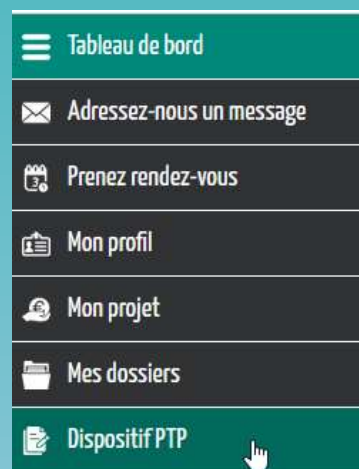 Tableau de bord
Adressez-nous un message
Prenez rendez-vous
Mon profil
Mon projet
Mes dossiers
Dispositif PTP